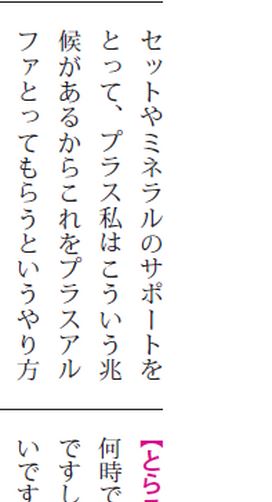 セットやミネラルのサポートを
とって、プラス私はこういう兆
候があるからこれをプラスアル
ファとってもらうというやり方
【とらこ
何時で
ですし
いです